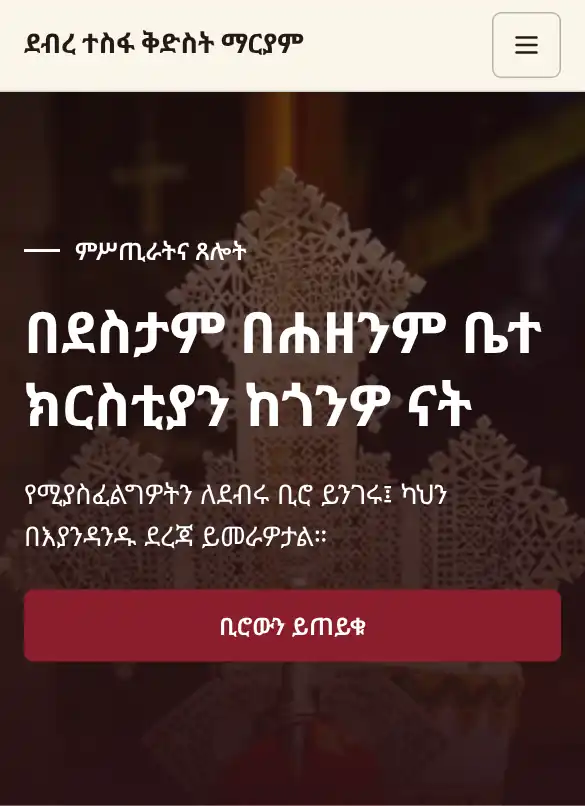 ደብረ ተስፋ ቅድስት ማርያም
ምሥጢራትና ጸሎት
በደስታም በሐዘንም ቤተ
ክርስቲያን ከጎንዎ ናት
የሚያስፈልግዎትን ለደብሩ ቢሮ ይንገሩ፤ ካህን
በእያንዳንዱ ደረጃ ይመራዎታል።
ቢሮውን ይጠይቁ